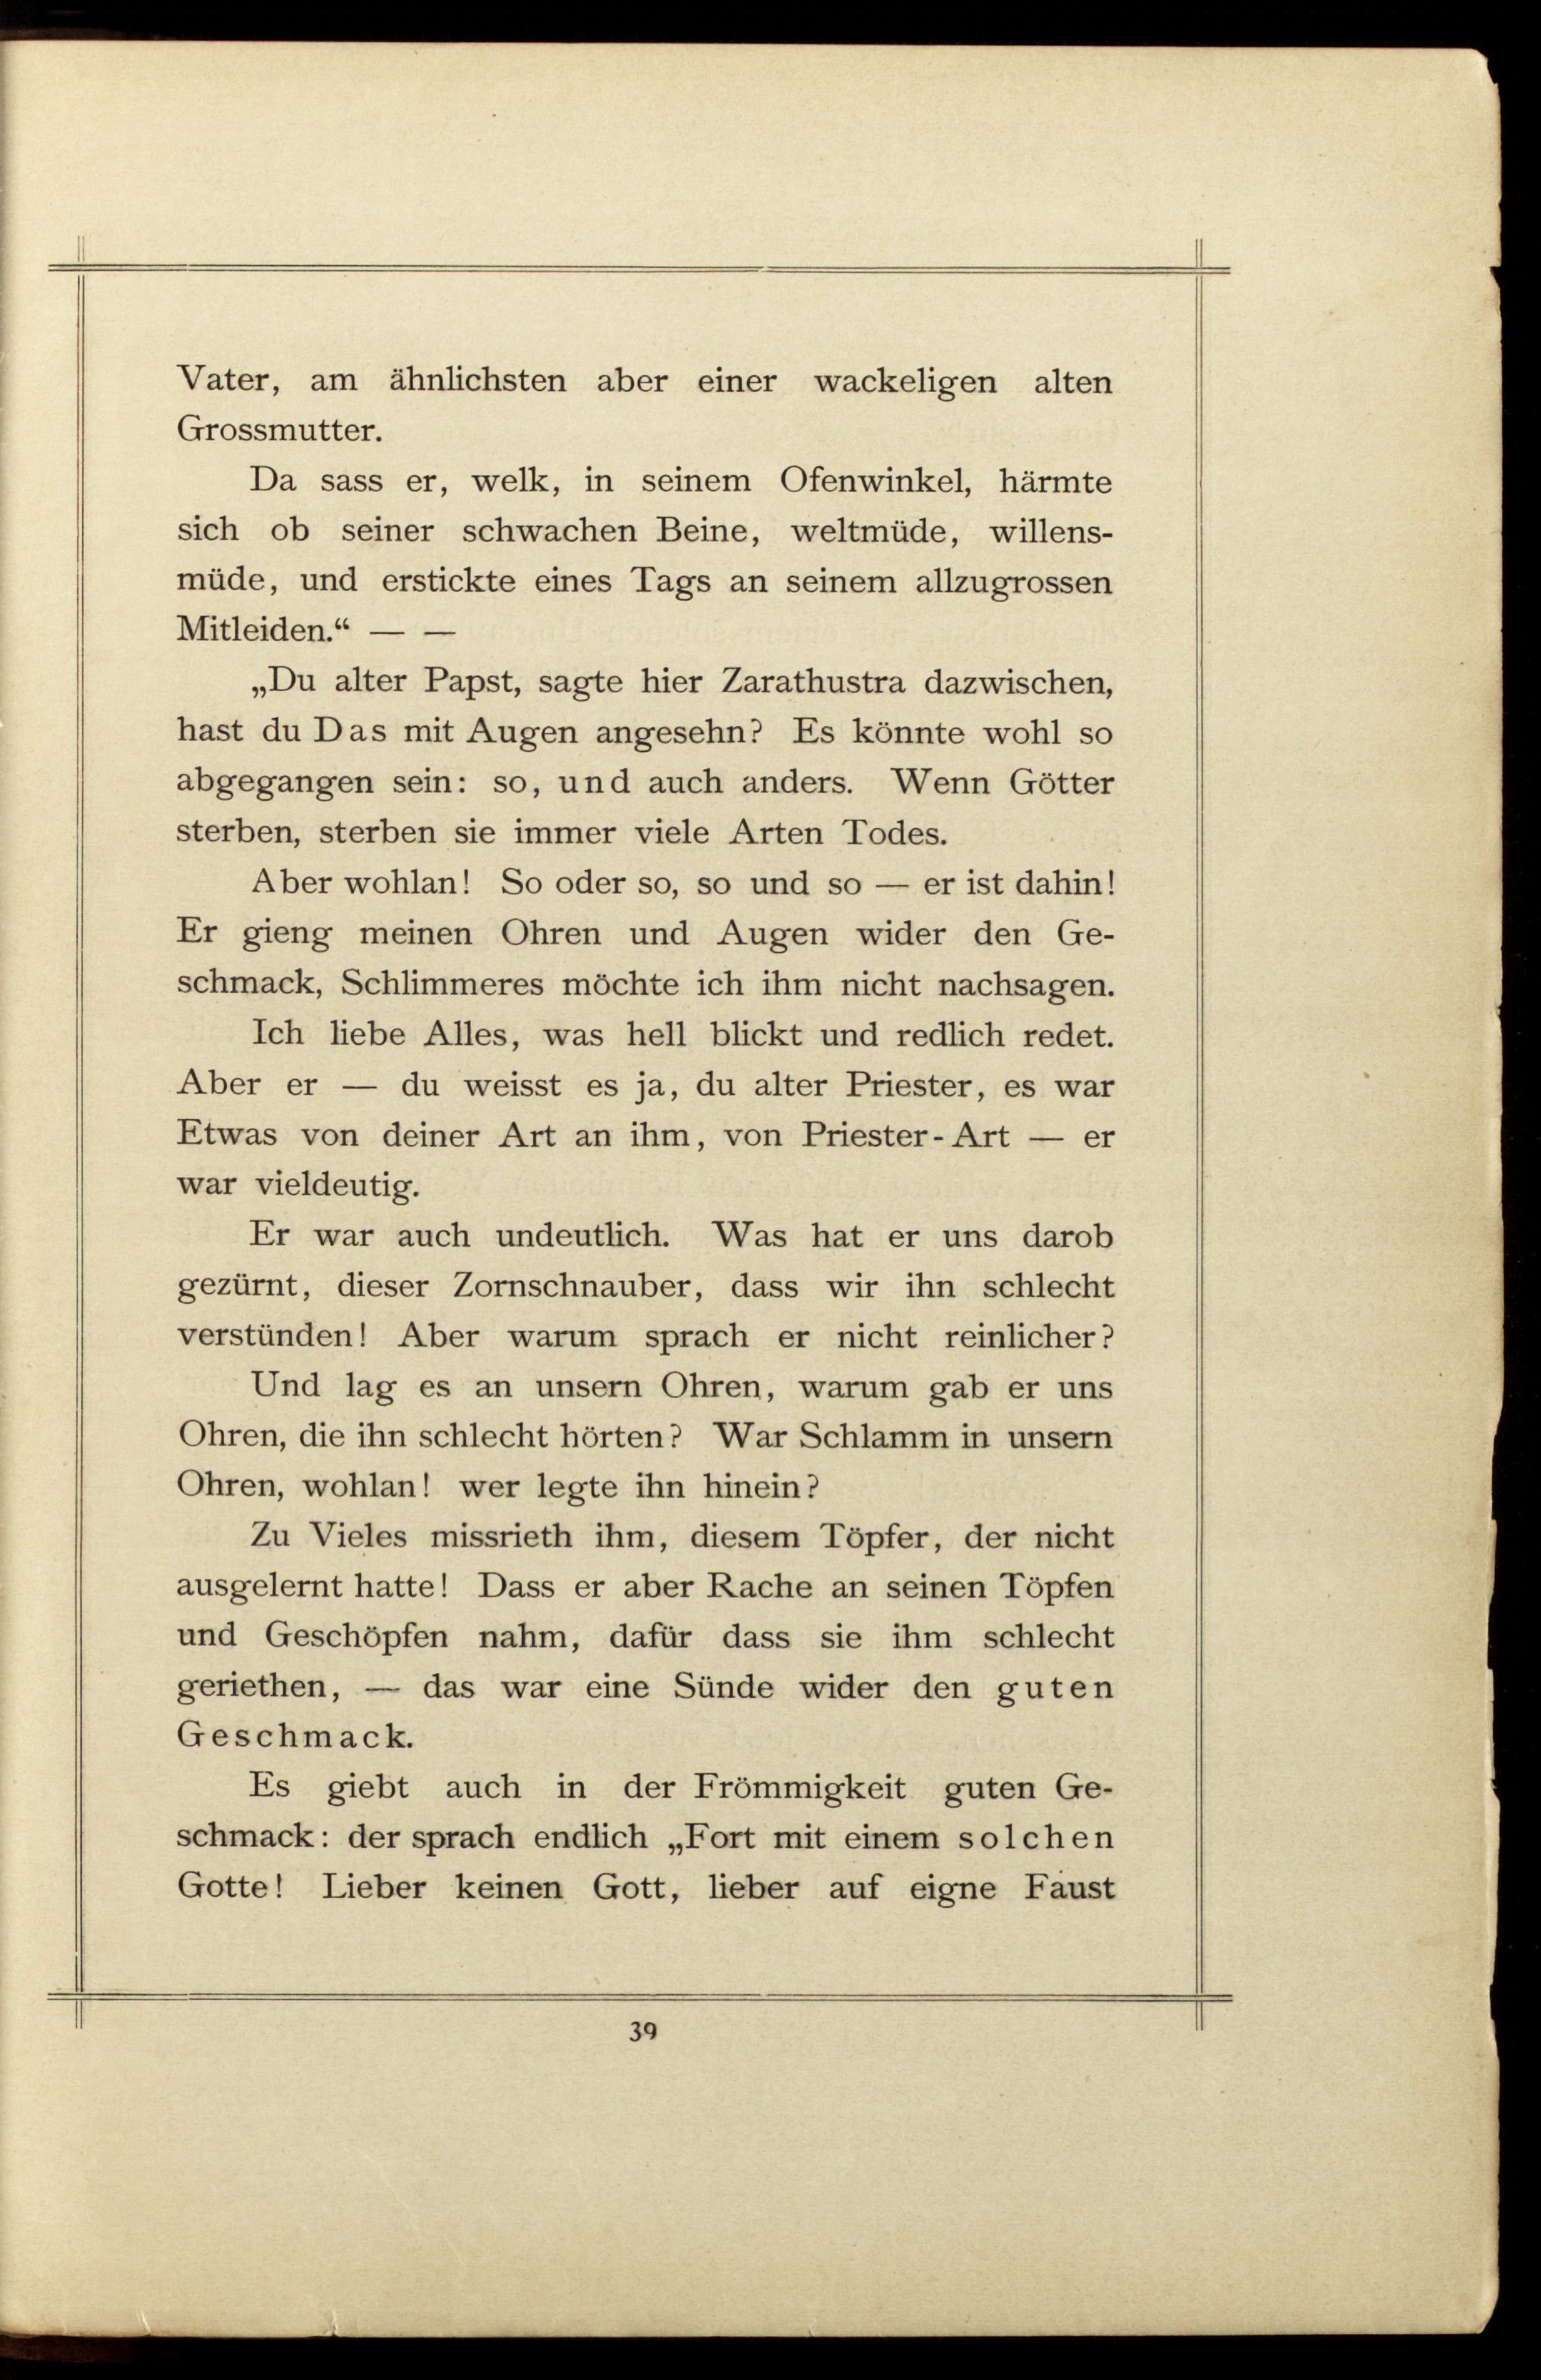 Vater, am ähnlichsten aber einer wackeligen alten
Grossmutter.
Da sass er, welk, in seinem Ofenwinkel, härmte
sich ob seiner schwachen Beine, weltmüde, willens-
müde, und erstickte eines Tags an seinem allzugrossen
Mitleiden.“ — —
„Du alter Papst, sagte hier Zarathustra dazwischen,
hast du Das mit Augen angesehn? Es könnte wohl so
abgegangen sein: so, und auch anders. Wenn Götter
sterben, sterben sie immer viele Arten Todes.
Aber wohlan! So oder so, so und so — er ist dahin!
Er gieng meinen Ohren und Augen wider den Ge-
schmack, Schlimmeres möchte ich ihm nicht nachsagen.
Ich liebe Alles, was hell blickt und redlich redet.
Aber er — du weisst es ja, du alter Priester, es war
Etwas von deiner Art an ihm, von Priester-Art — er
war vieldeutig.
Er war auch undeutlich. Was hat er uns darob
gezürnt, dieser Zornschnauber, dass wir ihn schlecht
verstünden! Aber warum sprach er nicht reinlicher?
Und lag es an unsern Ohren, warum gab er uns
Ohren, die ihn schlecht hörten? War Schlamm in unsern
Ohren, wohlan! wer legte ihn hinein?
Zu Vieles missrieth ihm, diesem Töpfer, der nicht
ausgelernt hatte! Dass er aber Rache an seinen Töpfen
und Geschöpfen nahm, dafür dass sie ihm schlecht
geriethen, — das war eine Sünde wider den guten
Geschmack.
Es giebt auch in der Frömmigkeit guten Ge-
schmack: der sprach endlich „Fort mit einem solchen
Gotte! Lieber keinen Gott, lieber auf eigne Faust
39